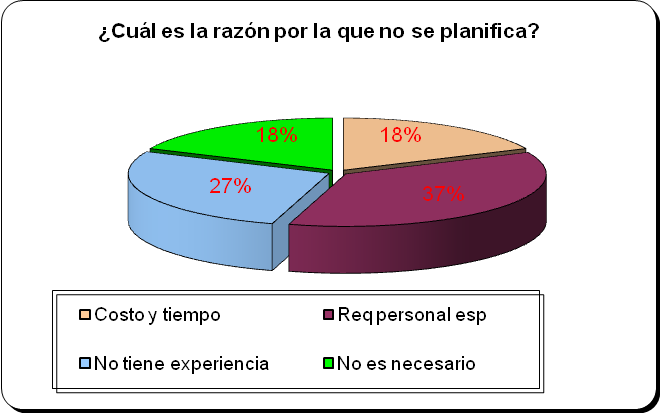 ¿Cuál es la razón por la que no se planifica?
18% 18%
27% 37%
Costo y tiempo Req personal esp
No tiene experiencia No es necesario